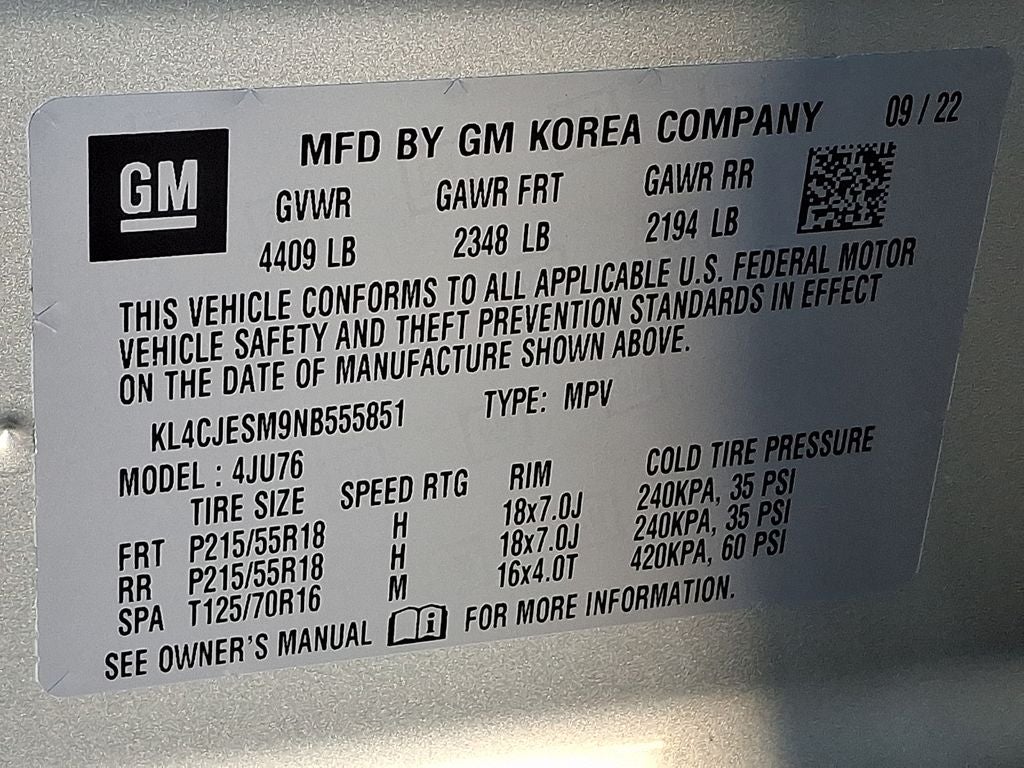 GM
MFD BY GM KOREA COMPANY 09/22
GVWR GAWR FRT GAWR RR
4409 LB 2348 LB 2194 LB
THIS VEHICLE CONFORMS TO ALL APPLICABLE U.S. FEDERAL MOTOR
VEHICLE SAFETY AND THEFT PREVENTION STANDARDS IN EFFECT
ON THE DATE OF MANUFACTURE SHOWN ABOVE.
KL4CJESM9NB555851 TYPE: MPV
MODEL : 4JU76
TIRE SIZE SPEED RTG RIM COLD TIRE PRESSURE
FRT P215/55R18 H 18x7.0J 240KPA, 35 PSI
RR P215/55R18 H 18x7.0J 240KPA, 35 PSI
SPA T125/70R16 M 16x4.0T 420KPA, 60 PSI
SEE OWNER'S MANUAL i FOR MORE INFORMATION.